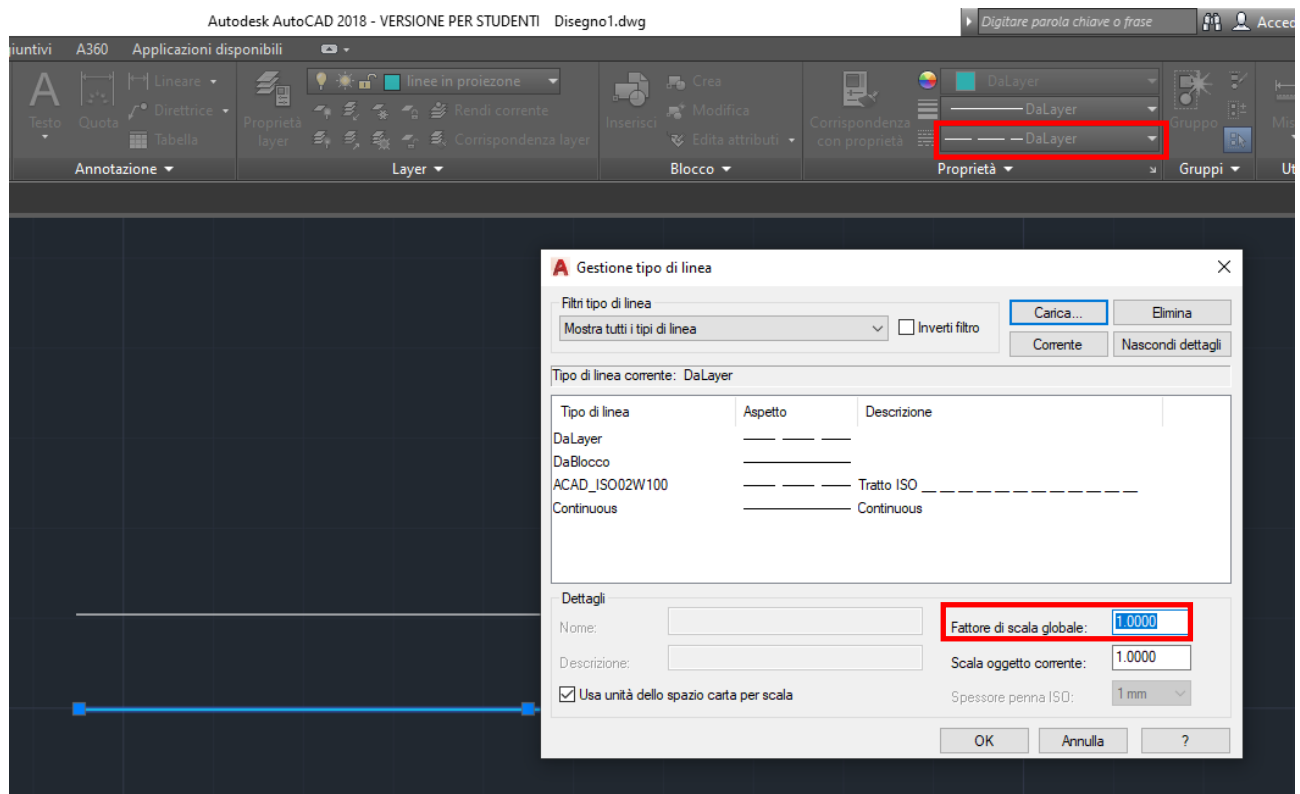 Autodesk AutoCAD 2018 - VERSIONE PER STUDENTI Disegno1.dwg
Digitare parola chiave o frase
Acced
giuntivi A360 Applicazioni disponibili
A
Testo
Quota
Lineare
Direttrice
Tabella
Annotazione
Proprietà
layer
linee in proiezone
Rendi corrente
Corrispondenza layer
Layer
Inserisci
Crea
Modifica
Edita attributi
Blocco
Corrispondenza
con proprietà
DaLayer
DaLayer
DaLayer
Proprietà
Gruppo
Gruppi
Mis
Ut
A Gestione tipo di linea
Filtri tipo di linea
Mostra tutti i tipi di linea
Inverti filtro
Carica...
Elimina
Corrente
Nascondi dettagli
Tipo di linea corrente: DaLayer
Tipo di linea Aspetto Descrizione
DaLayer
DaBlocco
ACAD_ISO02W100 Tratto ISO __ __ __ __ __ __ __ __ __ __ __ __ __
Continuous Continuous
Dettagli
Nome:
Descrizione:
Usa unità dello spazio carta per scala
Fattore di scala globale: 1.0000
Scala oggetto corrente: 1.0000
Spessore penna ISO: 1 mm
OK Annulla ?